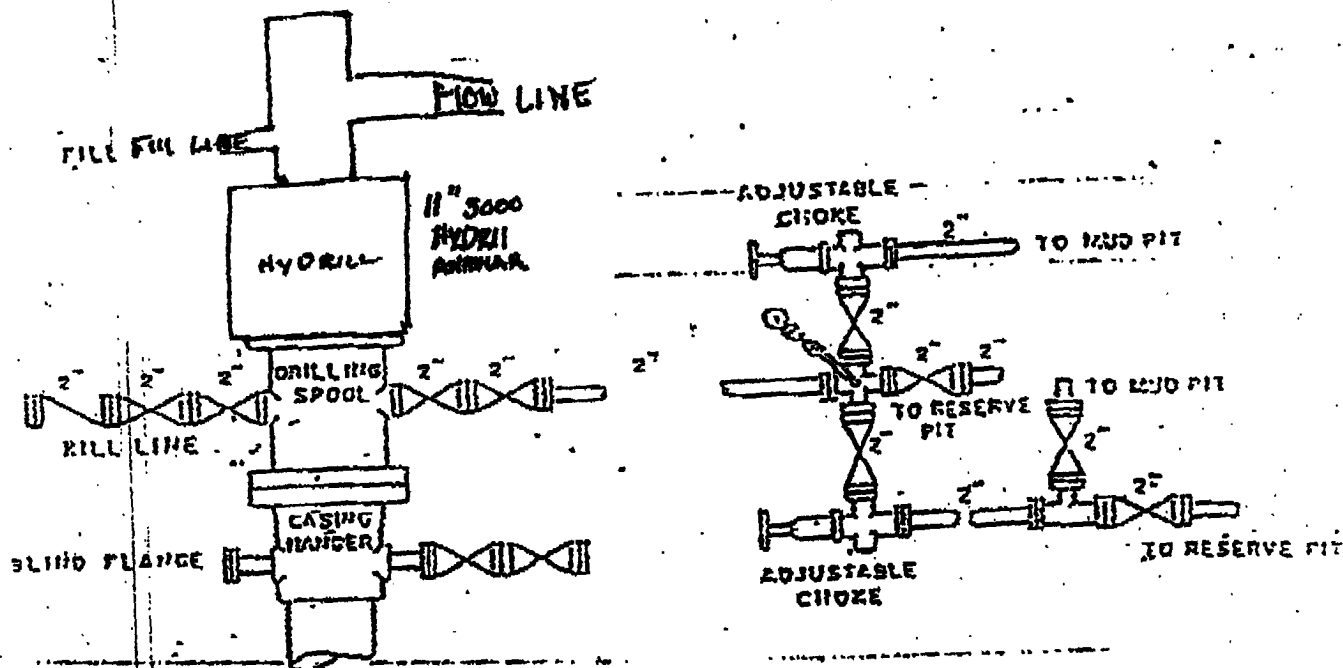 FLOW LINE
FILL LINE
11" 3000
HYDRIL
ANNULAR
HYDRILL
DRILLING
SPOOL
2"
2"
2"
2"
2"
2"
KILL LINE
CASING
HANGER
BLIND FLANGE
ADJUSTABLE
CHOKE
2"
TO MUD PIT
2"
2"
2"
TO RESERVE
PIT
2"
TO MUD PIT
2"
2"
2"
TO RESERVE PIT
ADJUSTABLE
CHOKE